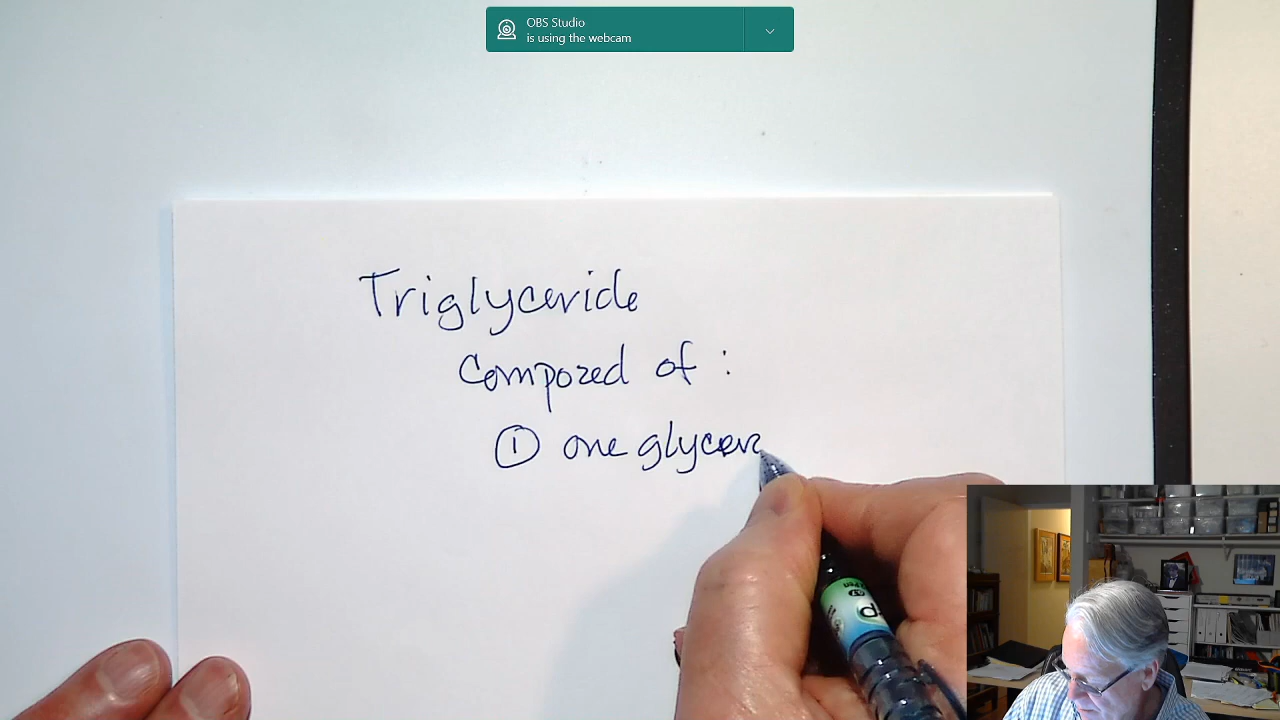 OBS Studio
is using the webcam
Triglyceride
Composed of :
① one glycero